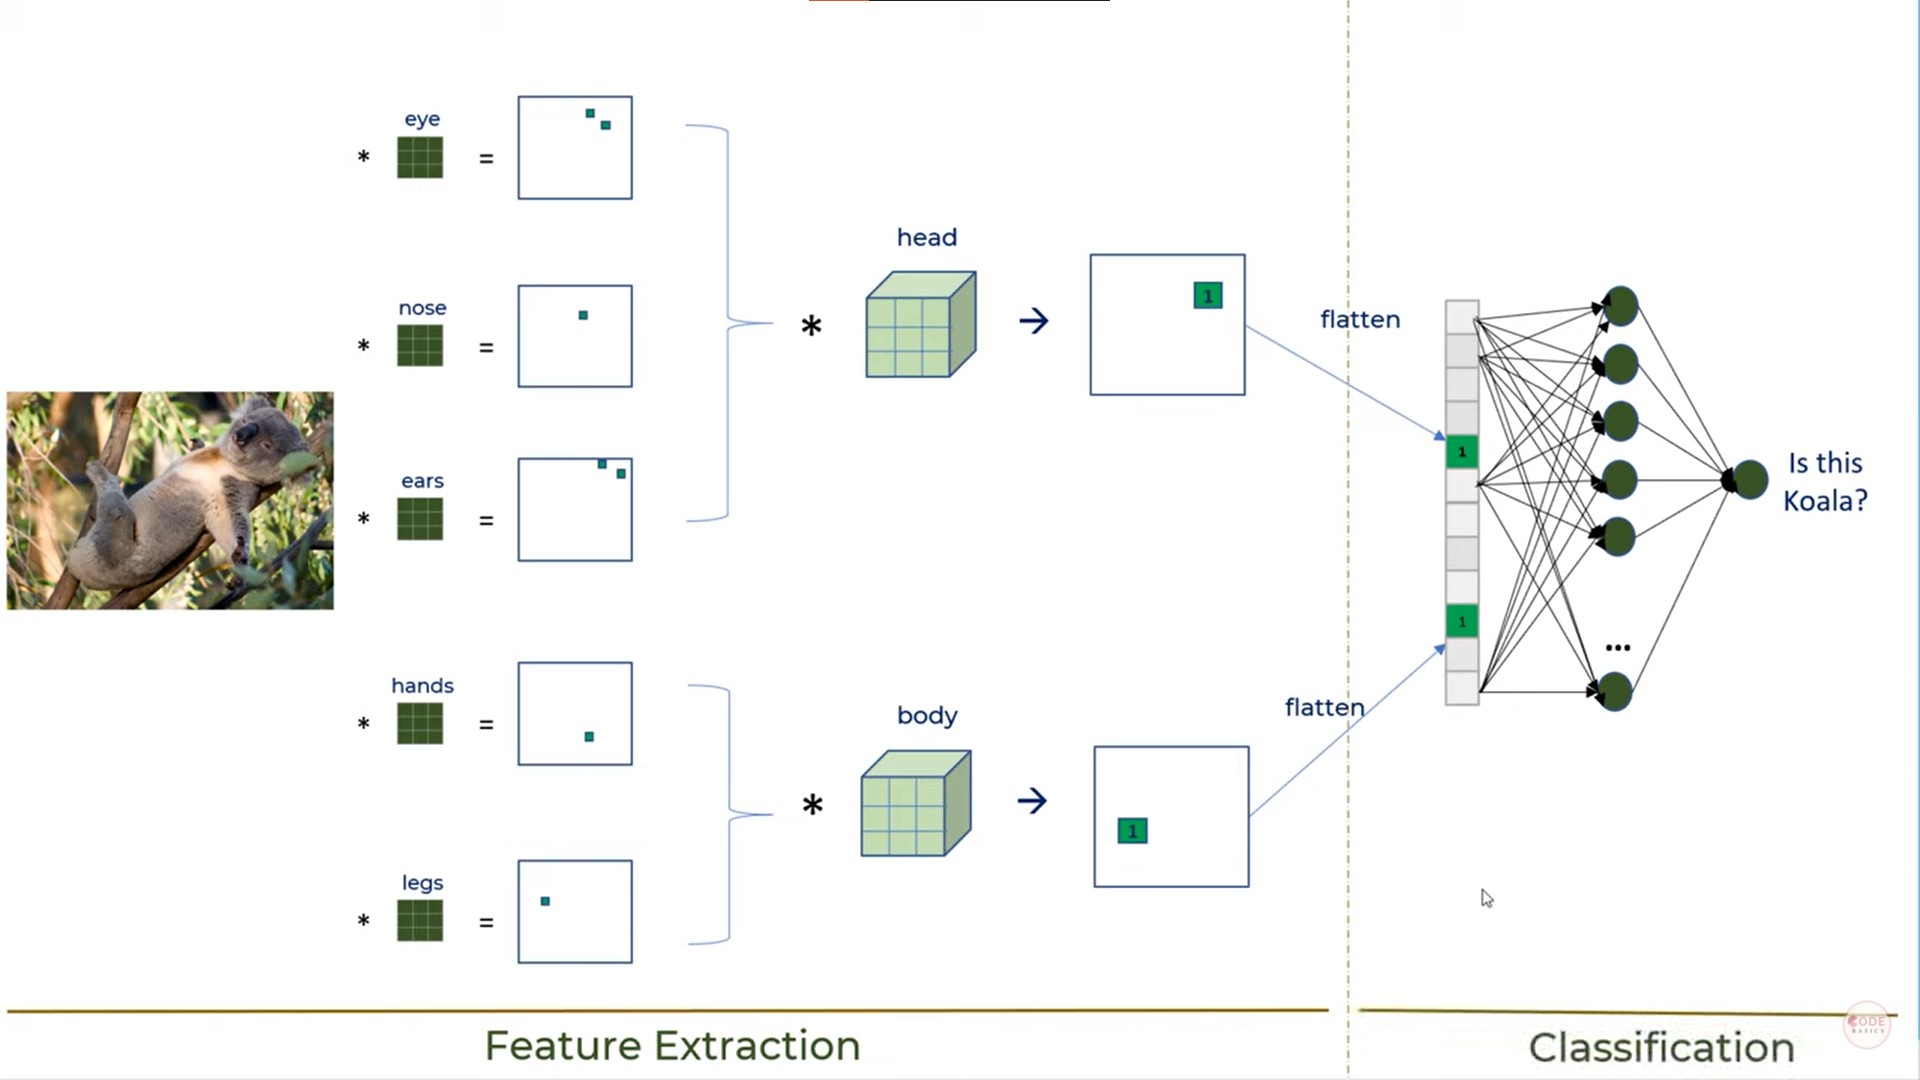 eye
* =
nose
* =
ears
* =
hands
* =
legs
* =
head
* →
1
flatten
body
* →
1
flatten
1
1
...
Is this
Koala?
Feature Extraction
Classification
CODE
BASICS